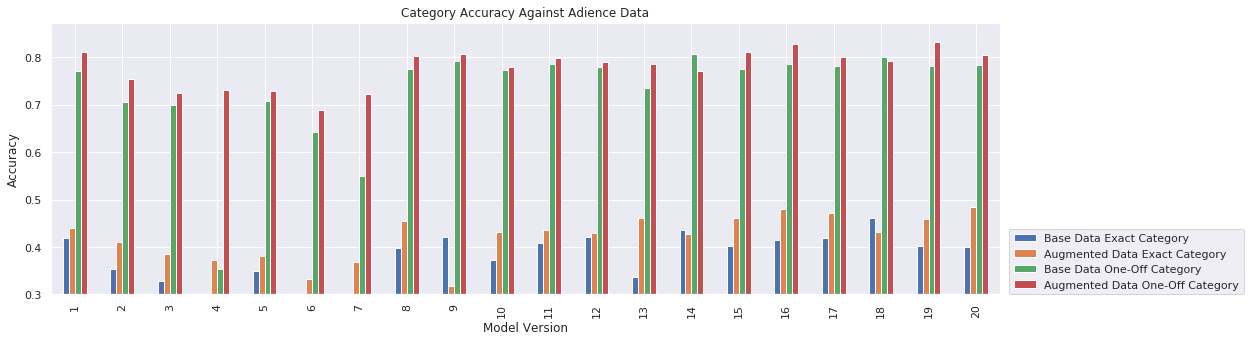 Category Accuracy Against Adience Data
Accuracy
0.8
0.7
0.6
0.5
0.4
0.3
1 2 3 4 5 6 7 8 9 10 11 12 13 14 15 16 17 18 19 20
Model Version
Base Data Exact Category
Augmented Data Exact Category
Base Data One-Off Category
Augmented Data One-Off Category